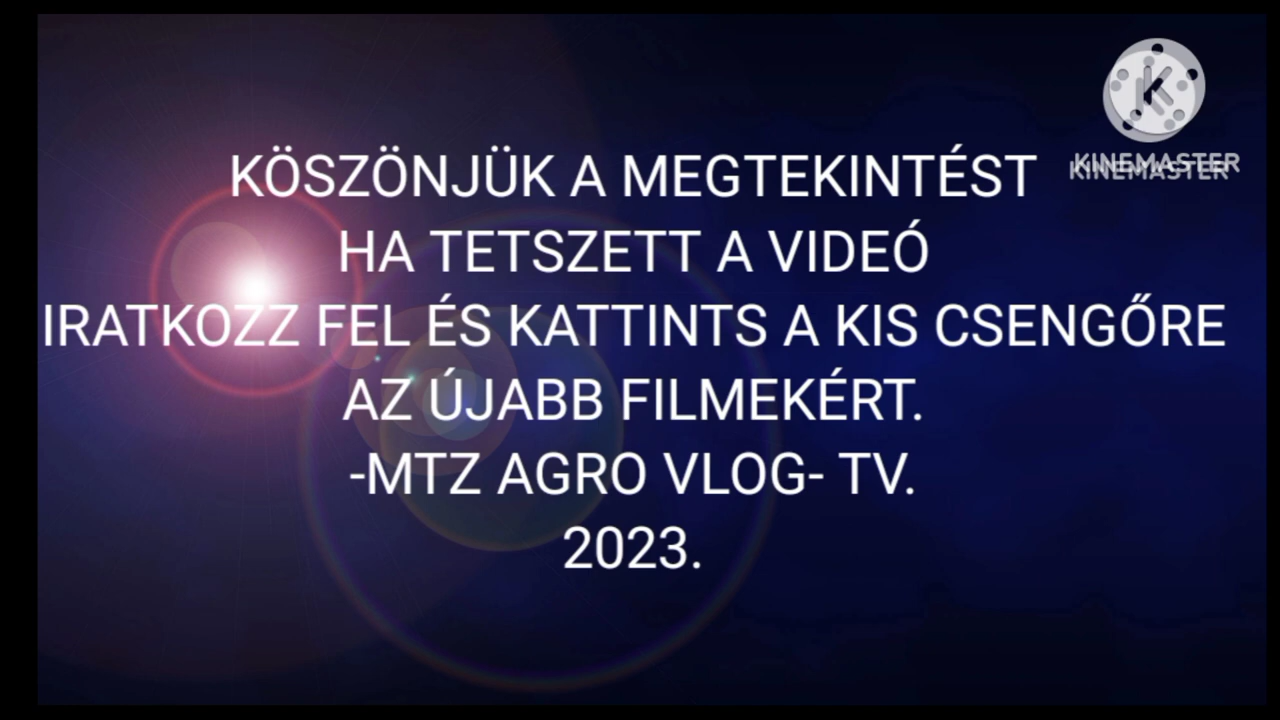 KÖSZÖNJÜK A MEGTEKINTÉST
HA TETSZETT A VIDEÓ
IRATKOZZ FEL ÉS KATTINTS A KIS CSENGŐRE
AZ ÚJABB FILMEKÉRT.
-MTZ AGRO VLOG- TV.
2023.
K
KINEMASTER
KINEMASTER